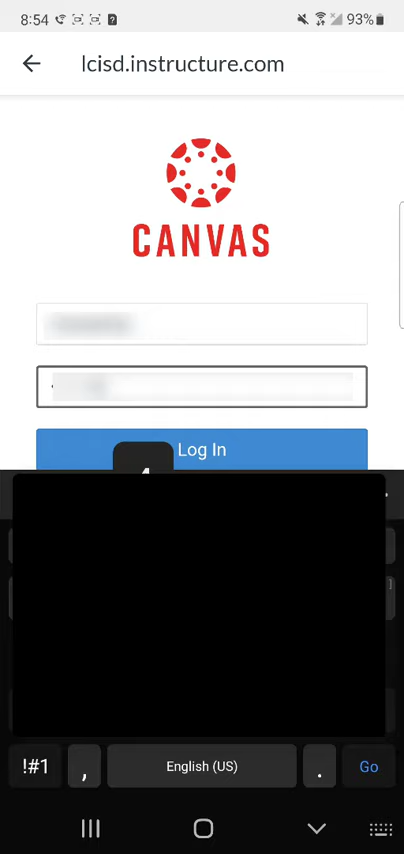 8:54
93%
lcisd.instructure.com
CANVAS
Log In
!#1 , English (US) . Go